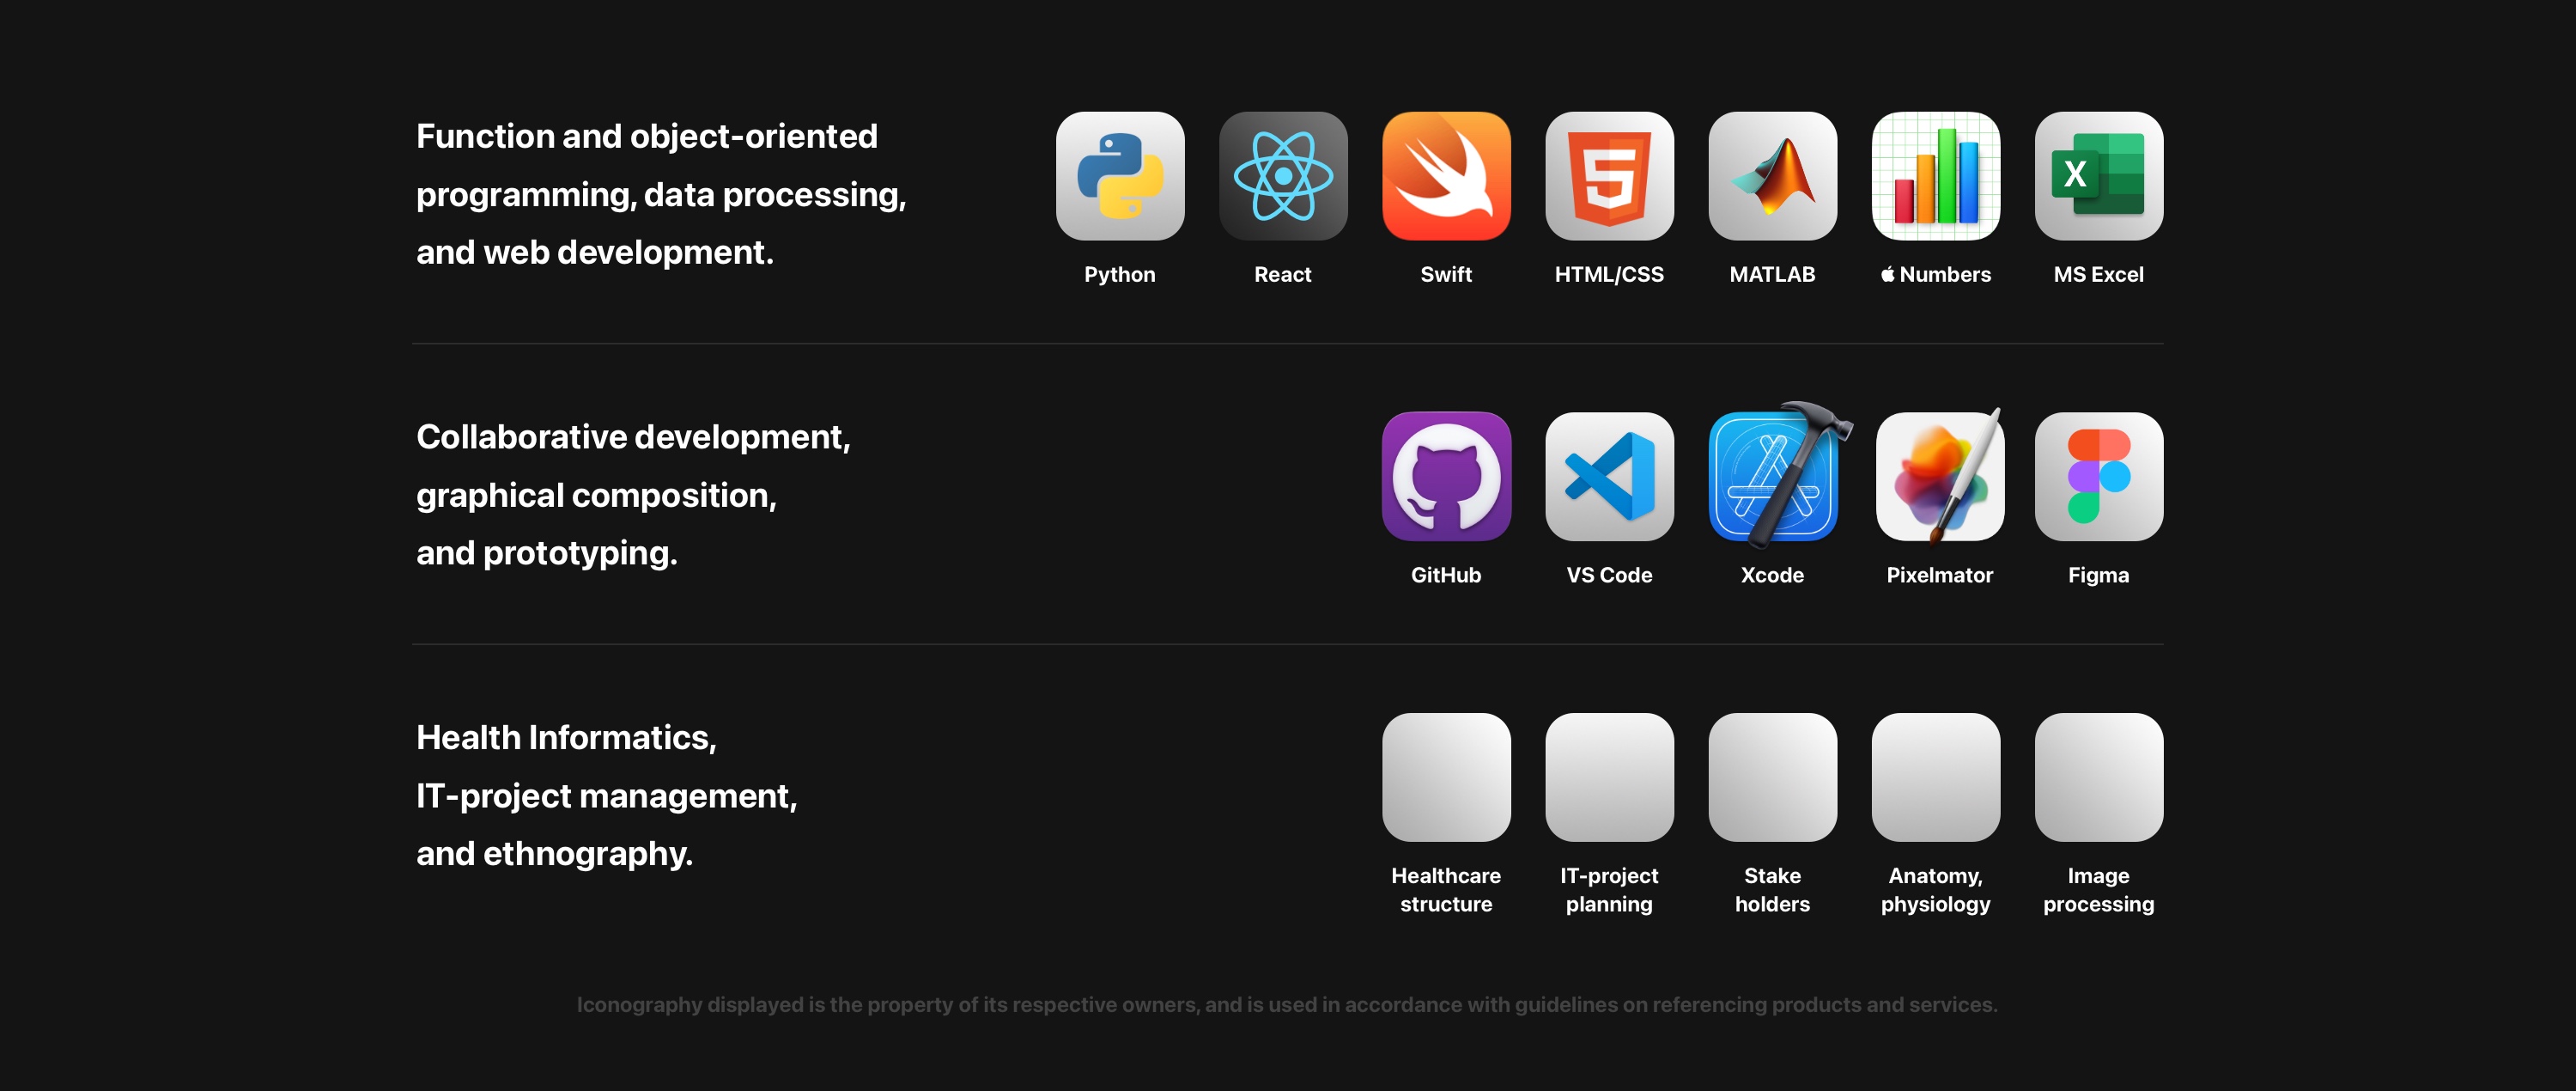 Function and object-oriented
programming, data processing,
and web development.
Python
React
Swift
HTML/CSS
MATLAB
Numbers
X
MS Excel
Collaborative development,
graphical composition,
and prototyping.
GitHub
VS Code
Xcode
Pixelmator
Figma
Health Informatics,
IT-project management,
and ethnography.
Healthcare
structure
IT-project
planning
Stake
holders
Anatomy,
physiology
Image
processing
Iconography displayed is the property of its respective owners, and is used in accordance with guidelines on referencing products and services.